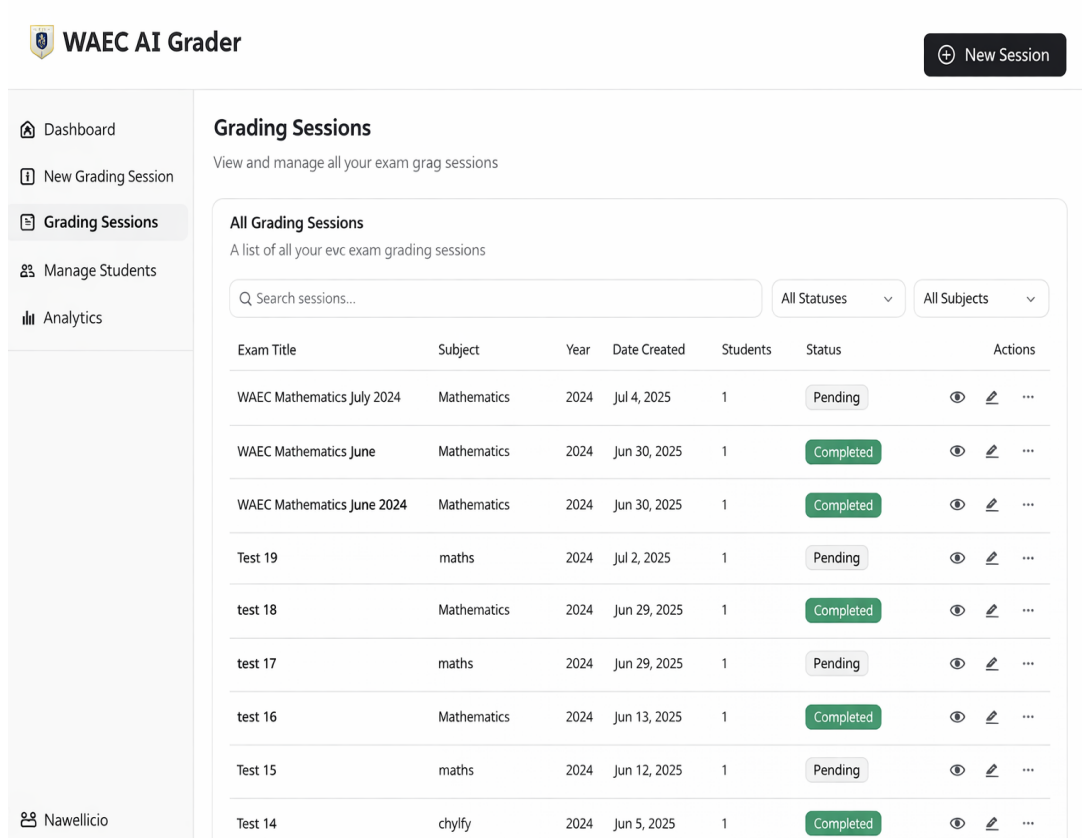 WAEC AI Grader
New Session
Dashboard
New Grading Session
Grading Sessions
Manage Students
Analytics
Nawellicio
Grading Sessions
View and manage all your exam grag sessions
All Grading Sessions
A list of all your evc exam grading sessions
Search sessions... All Statuses All Subjects
Exam Title Subject Year Date Created Students Status Actions
WAEC Mathematics July 2024 Mathematics 2024 Jul 4, 2025 1 Pending
WAEC Mathematics June Mathematics 2024 Jun 30, 2025 1 Completed
WAEC Mathematics June 2024 Mathematics 2024 Jun 30, 2025 1 Completed
Test 19 maths 2024 Jul 2, 2025 1 Pending
test 18 Mathematics 2024 Jun 29, 2025 1 Completed
test 17 maths 2024 Jun 29, 2025 1 Pending
test 16 Mathematics 2024 Jun 13, 2025 1 Completed
Test 15 maths 2024 Jun 12, 2025 1 Pending
Test 14 chylfy 2024 Jun 5, 2025 1 Completed